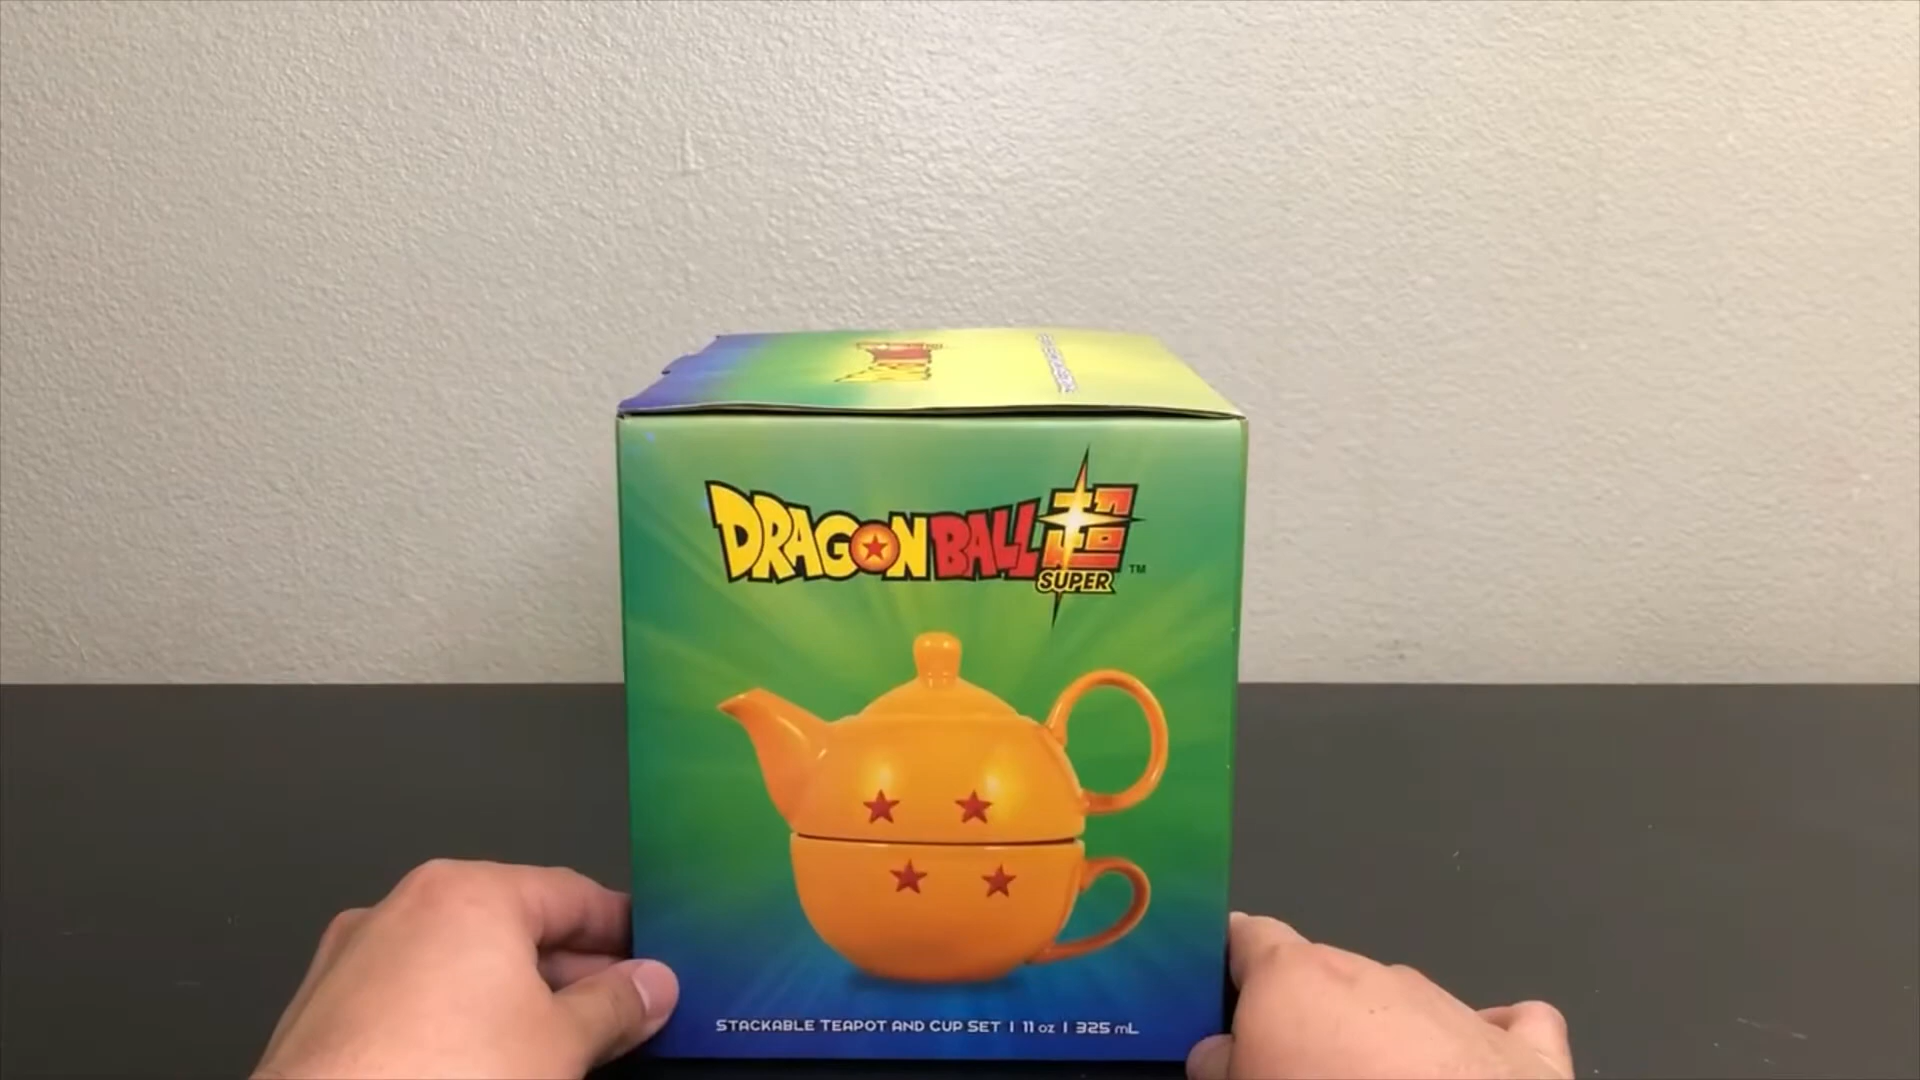 DRAGON BALL 超
SUPER ™
STACKABLE TEAPOT AND CUP SET | 11 oz | 325 mL